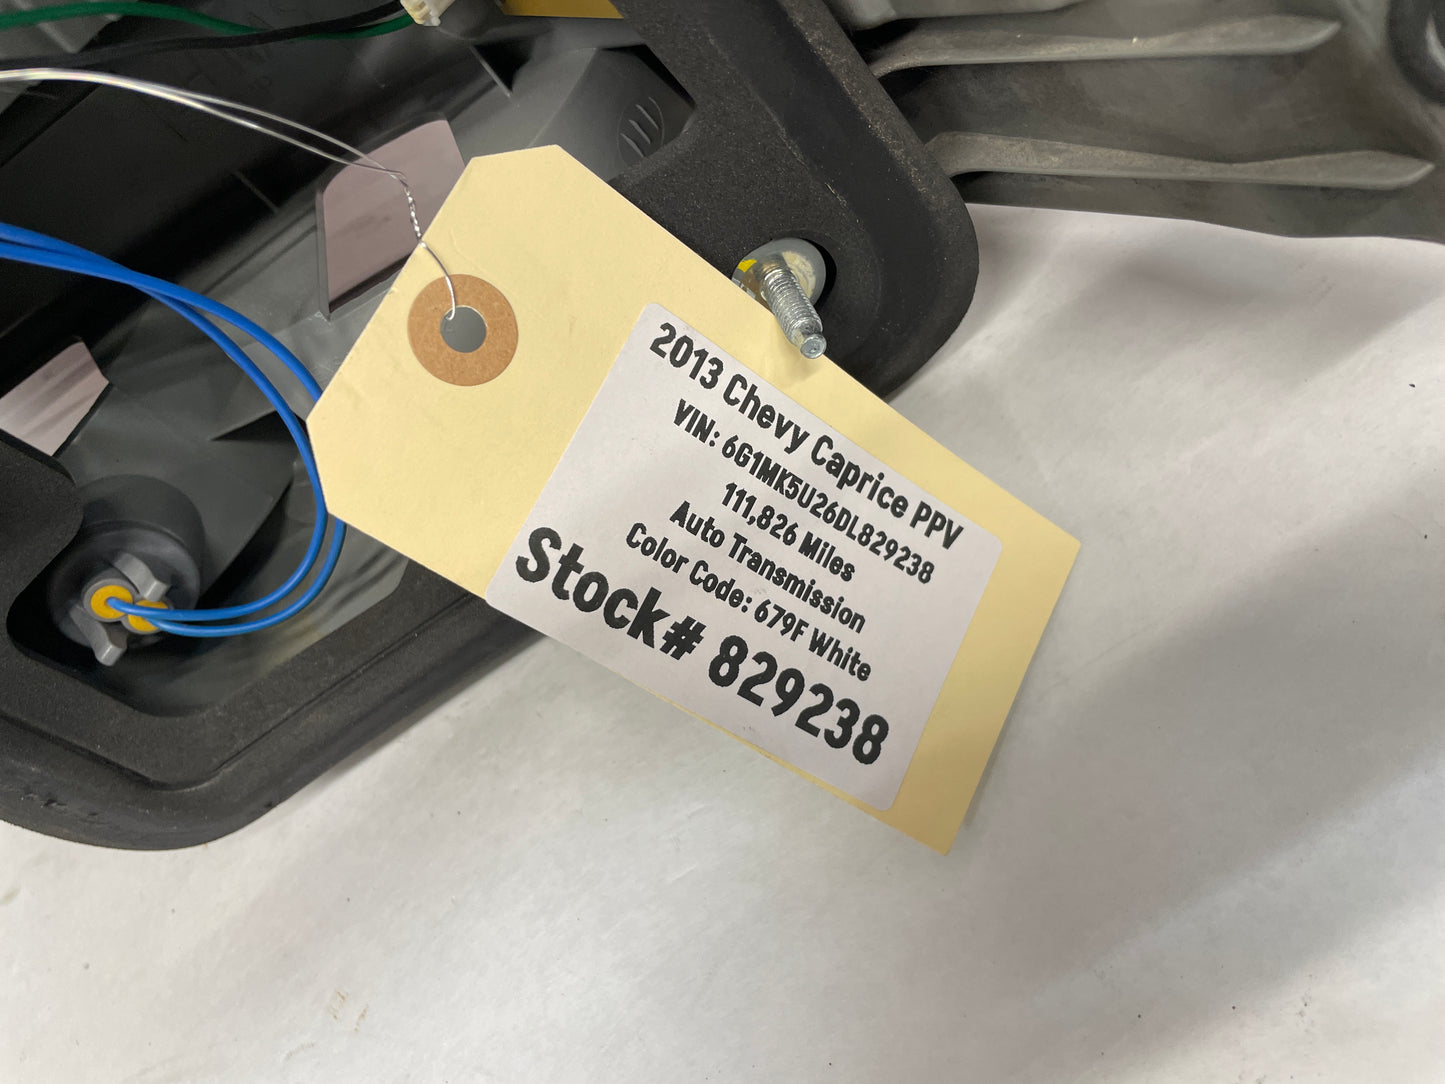 2013 Chevy Caprice PPV
VIN: 6G1MK5U26DL829238
111,826 Miles
Auto Transmission
Color Code: 679F White
Stock# 829238